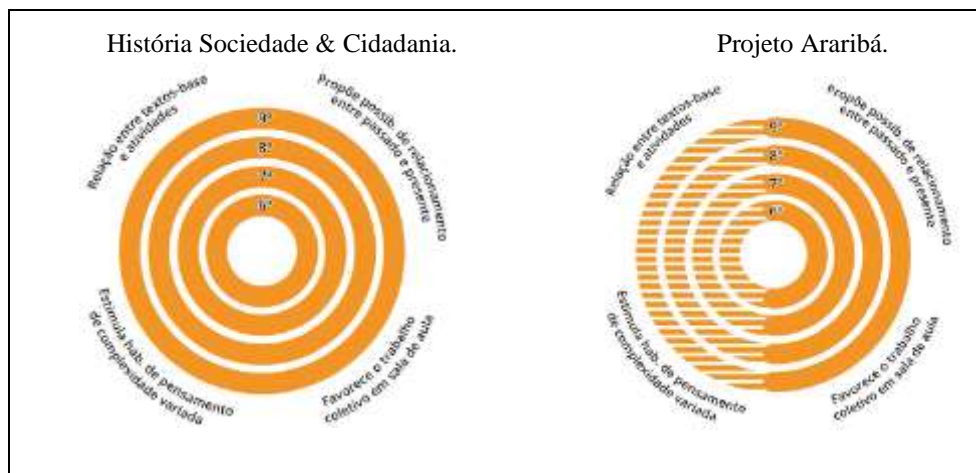 História Sociedade & Cidadania.
Relação entre textos-base
e atividades
Propõe possib. de relacionamento
entre passado e presente
9º
8º
7º
6º
Estimula hab. de pensamento
de complexidade variada
Favorece o trabalho
coletivo em sala de aula
Projeto Araribá.
Relação entre textos-base
e atividades
Propõe possib. de relacionamento
entre passado e presente
9º
8º
7º
6º
Estimula hab. de pensamento
de complexidade variada
Favorece o trabalho
coletivo em sala de aula